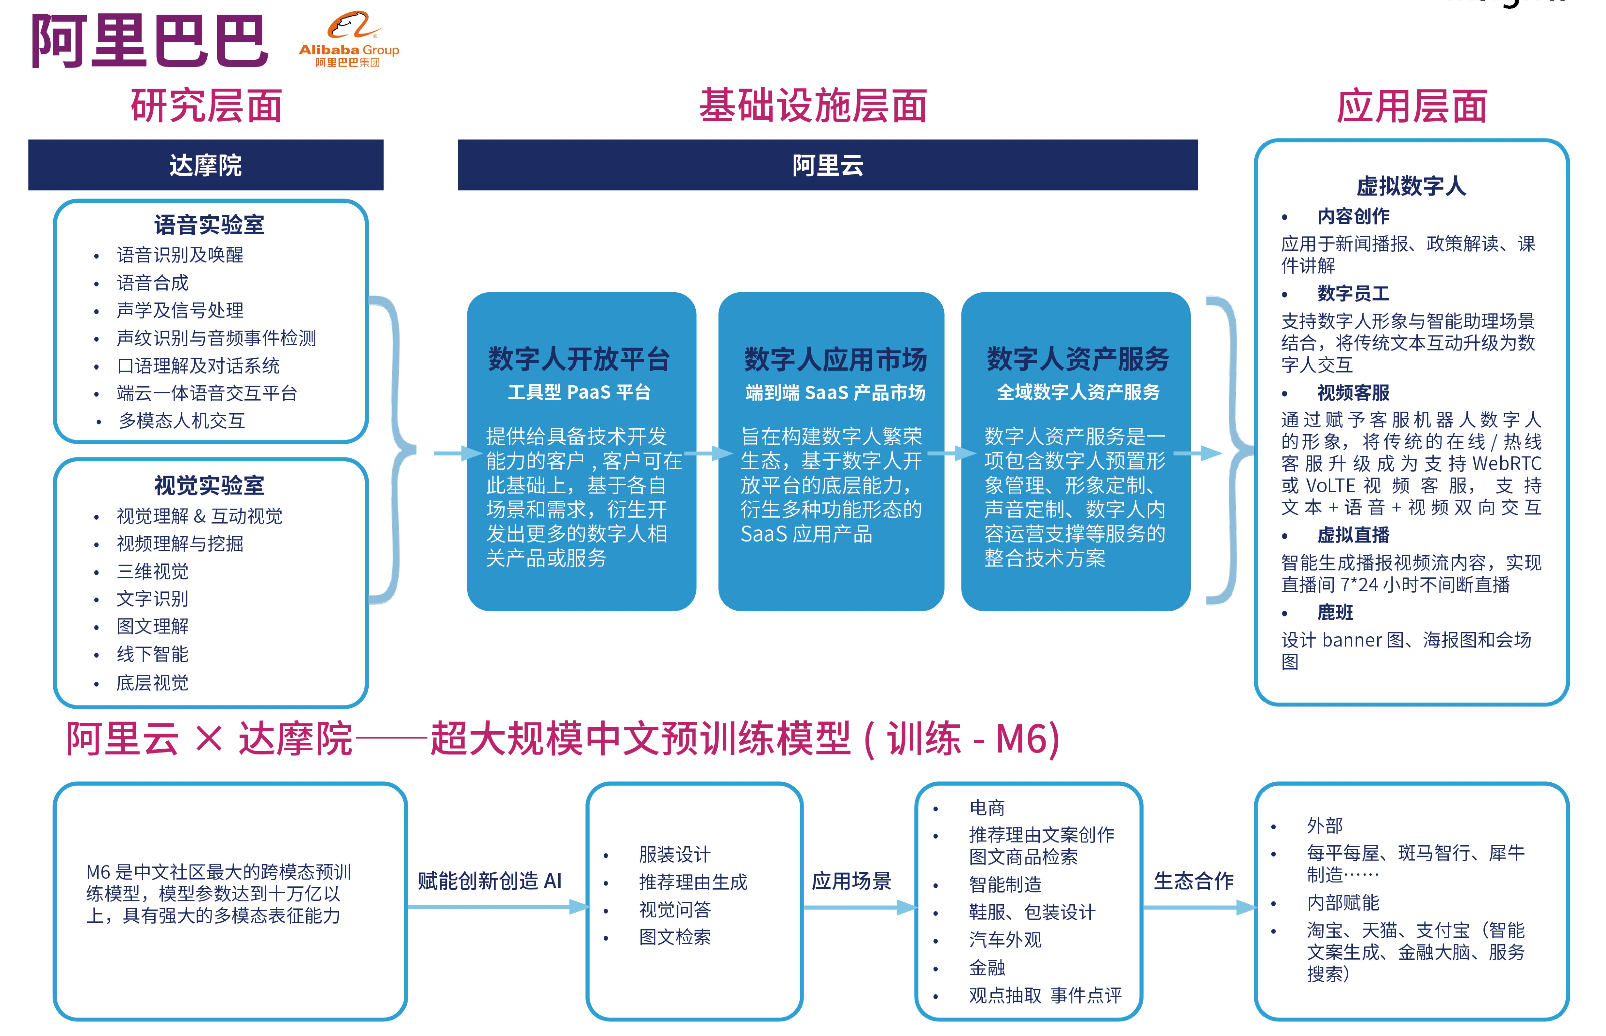 阿里巴巴
Alibaba Group
阿里巴巴集团
研究层面
基础设施层面
应用层面
达摩院
阿里云
语音实验室
• 语音识别及唤醒
• 语音合成
• 声学及信号处理
• 声纹识别与音频事件检测
• 口语理解及对话系统
• 端云一体语音交互平台
• 多模态人机交互
视觉实验室
• 视觉理解 & 互动视觉
• 视频理解与挖掘
• 三维视觉
• 文字识别
• 图文理解
• 线下智能
• 底层视觉
数字人开放平台
工具型 PaaS 平台
提供给具备技术开发
能力的客户 , 客户可在
此基础上，基于各自
场景和需求，衍生开
发出更多的数字人相
关产品或服务
数字人应用市场
端到端 SaaS 产品市场
旨在构建数字人繁荣
生态，基于数字人开
放平台的底层能力，
衍生多种功能形态的
SaaS 应用产品
数字人资产服务
全域数字人资产服务
数字人资产服务是一
项包含数字人预置形
象管理、形象定制、
声音定制、数字人内
容运营支撑等服务的
整合技术方案
虚拟数字人
• 内容创作
应用于新闻播报、政策解读、课
件讲解
• 数字员工
支持数字人形象与智能助理场景
结合，将传统文本互动升级为数
字人交互
• 视频客服
通过赋予客服机器人数字人
的形象，将传统的在线 / 热线
客服升级成为支持 WebRTC
或 VoLTE 视频客服，支持
文本 + 语音 + 视频双向交互
• 虚拟直播
智能生成播报视频流内容，实现
直播间 7*24 小时不间断直播
• 鹿班
设计 banner 图、海报图和会场
图
阿里云 × 达摩院——超大规模中文预训练模型 ( 训练 - M6)
M6 是中文社区最大的跨模态预训
练模型，模型参数达到十万亿以
上，具有强大的多模态表征能力
赋能创新创造 AI
• 服装设计
• 推荐理由生成
• 视觉问答
• 图文检索
应用场景
• 电商
• 推荐理由文案创作
图文商品检索
• 智能制造
• 鞋服、包装设计
• 汽车外观
• 金融
• 观点抽取 事件点评
生态合作
• 外部
• 每平每屋、斑马智行、犀牛
制造……
• 内部赋能
• 淘宝、天猫、支付宝（智能
文案生成、金融大脑、服务
搜索）